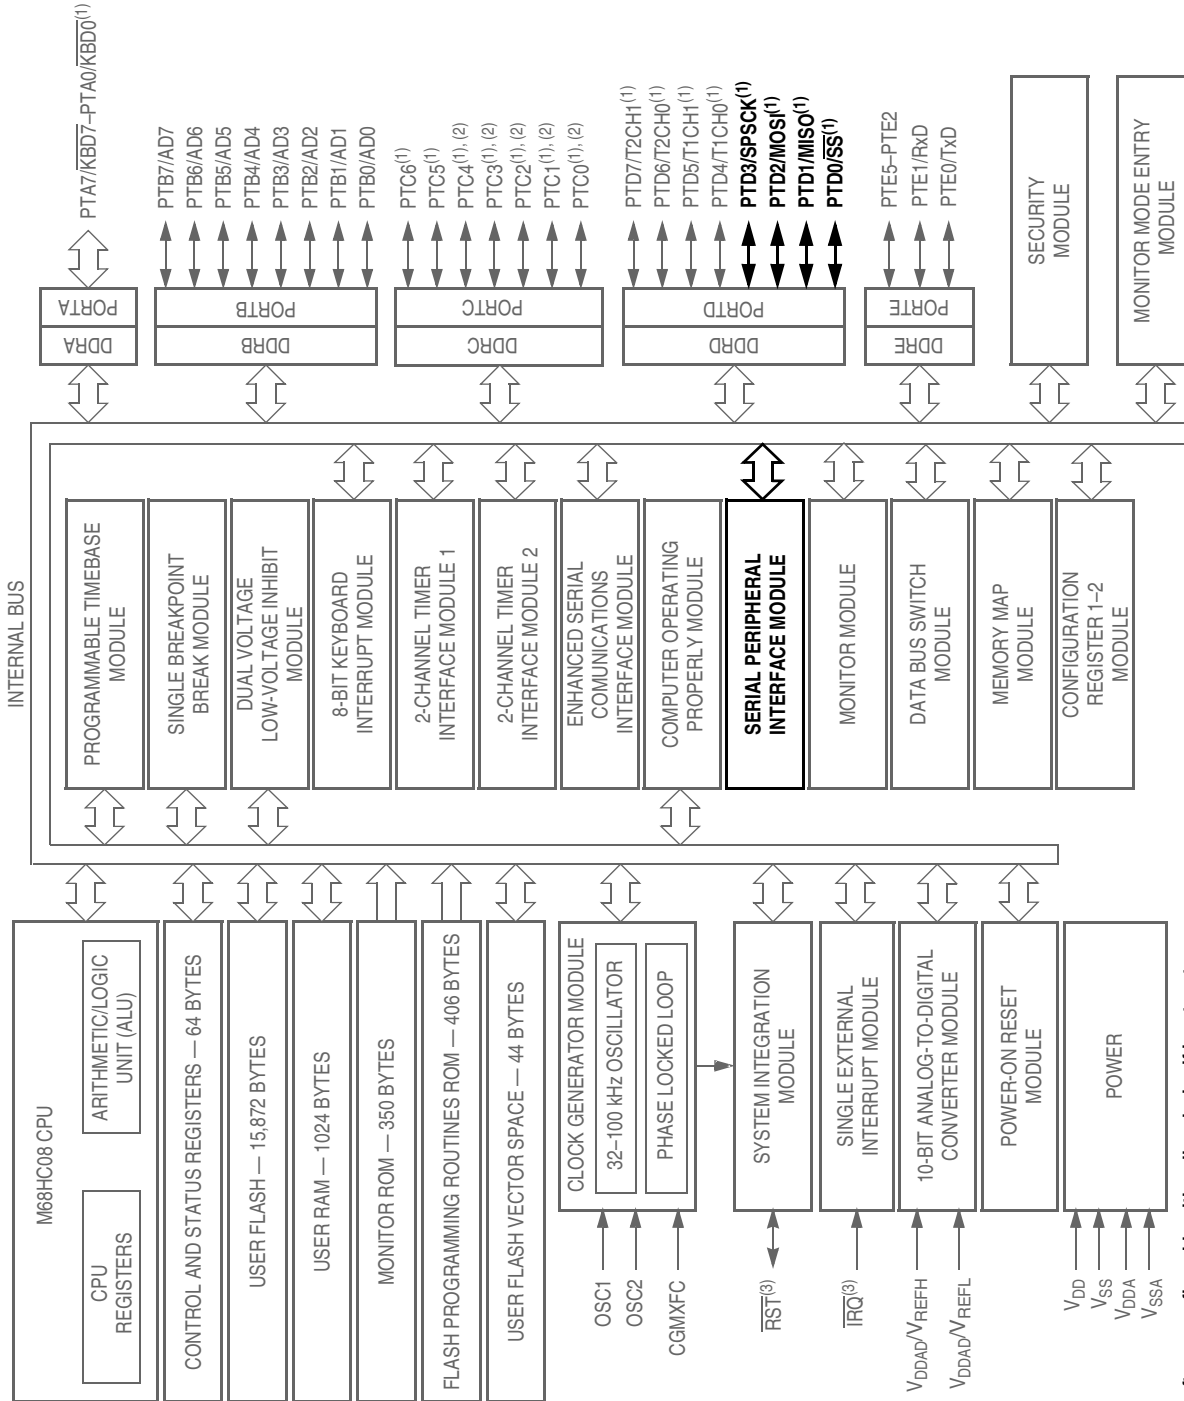 INTERNAL BUS
M68HC08 CPU
CPU
REGISTERS
ARITHMETIC/LOGIC
UNIT (ALU)
CONTROL AND STATUS REGISTERS — 64 BYTES
USER FLASH — 15,872 BYTES
USER RAM — 1024 BYTES
MONITOR ROM — 350 BYTES
FLASH PROGRAMMING ROUTINES ROM — 406 BYTES
USER FLASH VECTOR SPACE — 44 BYTES
CLOCK GENERATOR MODULE
32–100 kHz OSCILLATOR
PHASE LOCKED LOOP
OSC1
OSC2
CGMXFC
SYSTEM INTEGRATION
MODULE
RST(3)
SINGLE EXTERNAL
INTERRUPT MODULE
IRQ(3)
10-BIT ANALOG-TO-DIGITAL
CONVERTER MODULE
VDDAD/VREFH
VDDAD/VREFL
POWER-ON RESET
MODULE
POWER
VDD
VSS
VDDA
VSSA
PROGRAMMABLE TIMEBASE
MODULE
SINGLE BREAKPOINT
BREAK MODULE
DUAL VOLTAGE
LOW-VOLTAGE INHIBIT
MODULE
8-BIT KEYBOARD
INTERRUPT MODULE
2-CHANNEL TIMER
INTERFACE MODULE 1
2-CHANNEL TIMER
INTERFACE MODULE 2
ENHANCED SERIAL
COMUNICATIONS
INTERFACE MODULE
COMPUTER OPERATING
PROPERLY MODULE
SERIAL PERIPHERAL
INTERFACE MODULE
MONITOR MODULE
DATA BUS SWITCH
MODULE
MEMORY MAP
MODULE
CONFIGURATION
REGISTER 1–2
MODULE
DDRA
PORTA
PTA7/KBD7–PTA0/KBD0(1)
DDRB
PORTB
PTB7/AD7
PTB6/AD6
PTB5/AD5
PTB4/AD4
PTB3/AD3
PTB2/AD2
PTB1/AD1
PTB0/AD0
DDRC
PORTC
PTC6(1)
PTC5(1)
PTC4(1), (2)
PTC3(1), (2)
PTC2(1), (2)
PTC1(1), (2)
PTC0(1), (2)
DDRD
PORTD
PTD7/T2CH1(1)
PTD6/T2CH0(1)
PTD5/T1CH1(1)
PTD4/T1CH0(1)
PTD3/SPSCK(1)
PTD2/MOSI(1)
PTD1/MISO(1)
PTD0/SS(1)
DDRE
PORTE
PTE5–PTE2
PTE1/RxD
PTE0/TxD
SECURITY
MODULE
MONITOR MODE ENTRY
MODULE